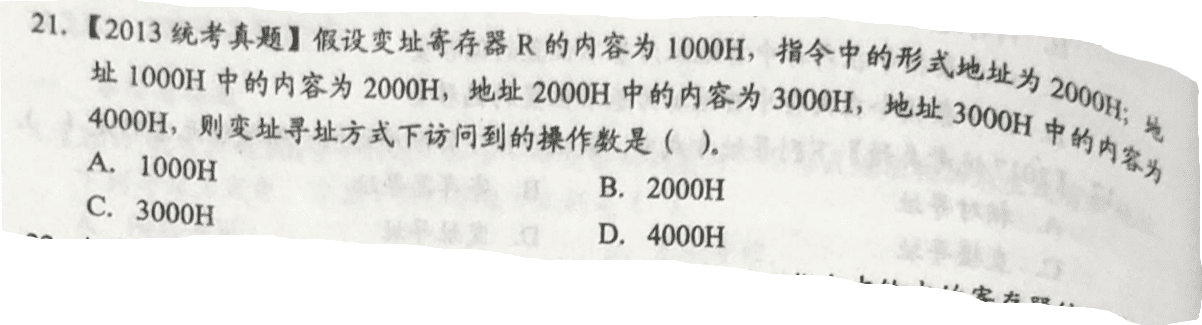 21.【2013 统考真题】假设变址寄存器 R 的内容为 1000H，指令中的形式地址为 2000H；地
址 1000H 中的内容为 2000H，地址 2000H 中的内容为 3000H，地址 3000H 中的内容为
4000H，则变址寻址方式下访问到的操作数是（ ）。
A. 1000H
B. 2000H
C. 3000H
D. 4000H